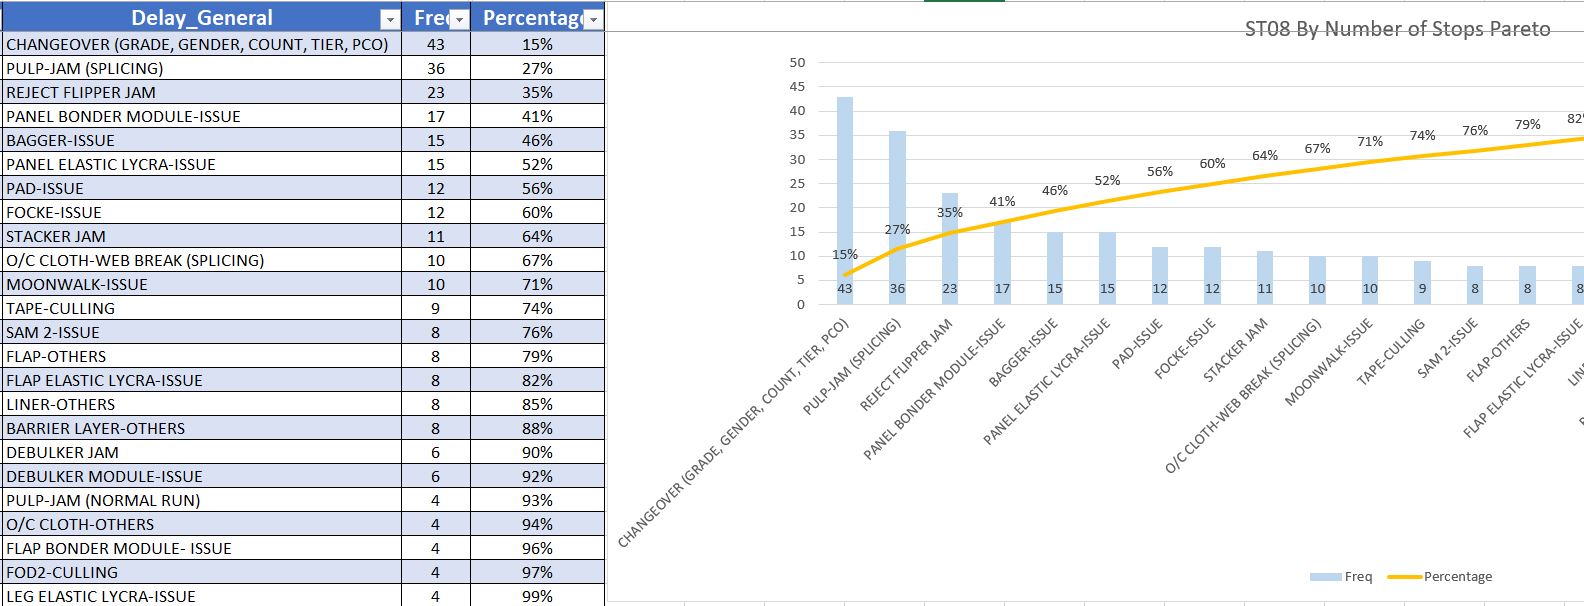 Delay_General Freq Percentage
CHANGEOVER (GRADE, GENDER, COUNT, TIER, PCO) 43 15%
PULP-JAM (SPLICING) 36 27%
REJECT FLIPPER JAM 23 35%
PANEL BONDER MODULE-ISSUE 17 41%
BAGGER-ISSUE 15 46%
PANEL ELASTIC LYCRA-ISSUE 15 52%
PAD-ISSUE 12 56%
FOCKE-ISSUE 12 60%
STACKER JAM 11 64%
O/C CLOTH-WEB BREAK (SPLICING) 10 67%
MOONWALK-ISSUE 10 71%
TAPE-CULLING 9 74%
SAM 2-ISSUE 8 76%
FLAP-OTHERS 8 79%
FLAP ELASTIC LYCRA-ISSUE 8 82%
LINER-OTHERS 8 85%
BARRIER LAYER-OTHERS 8 88%
DEBULKER JAM 6 90%
DEBULKER MODULE-ISSUE 6 92%
PULP-JAM (NORMAL RUN) 4 93%
O/C CLOTH-OTHERS 4 94%
FLAP BONDER MODULE- ISSUE 4 96%
FOD2-CULLING 4 97%
LEG ELASTIC LYCRA-ISSUE 4 99%
ST08 By Number of Stops Pareto
50
45
40
35
30
25
20
15
10
5
0
15% 27% 35% 41% 46% 52% 56% 60% 64% 67% 71% 74% 76% 79% 82%
43 36 23 17 15 15 12 12 11 10 10 9 8 8 8
CHANGEOVER (GRADE, GENDER, COUNT, TIER, PCO)
PULP-JAM (SPLICING)
REJECT FLIPPER JAM
PANEL BONDER MODULE-ISSUE
BAGGER-ISSUE
PANEL ELASTIC LYCRA-ISSUE
PAD-ISSUE
FOCKE-ISSUE
STACKER JAM
O/C CLOTH-WEB BREAK (SPLICING)
MOONWALK-ISSUE
TAPE-CULLING
SAM 2-ISSUE
FLAP-OTHERS
FLAP ELASTIC LYCRA-ISSUE
Freq Percentage